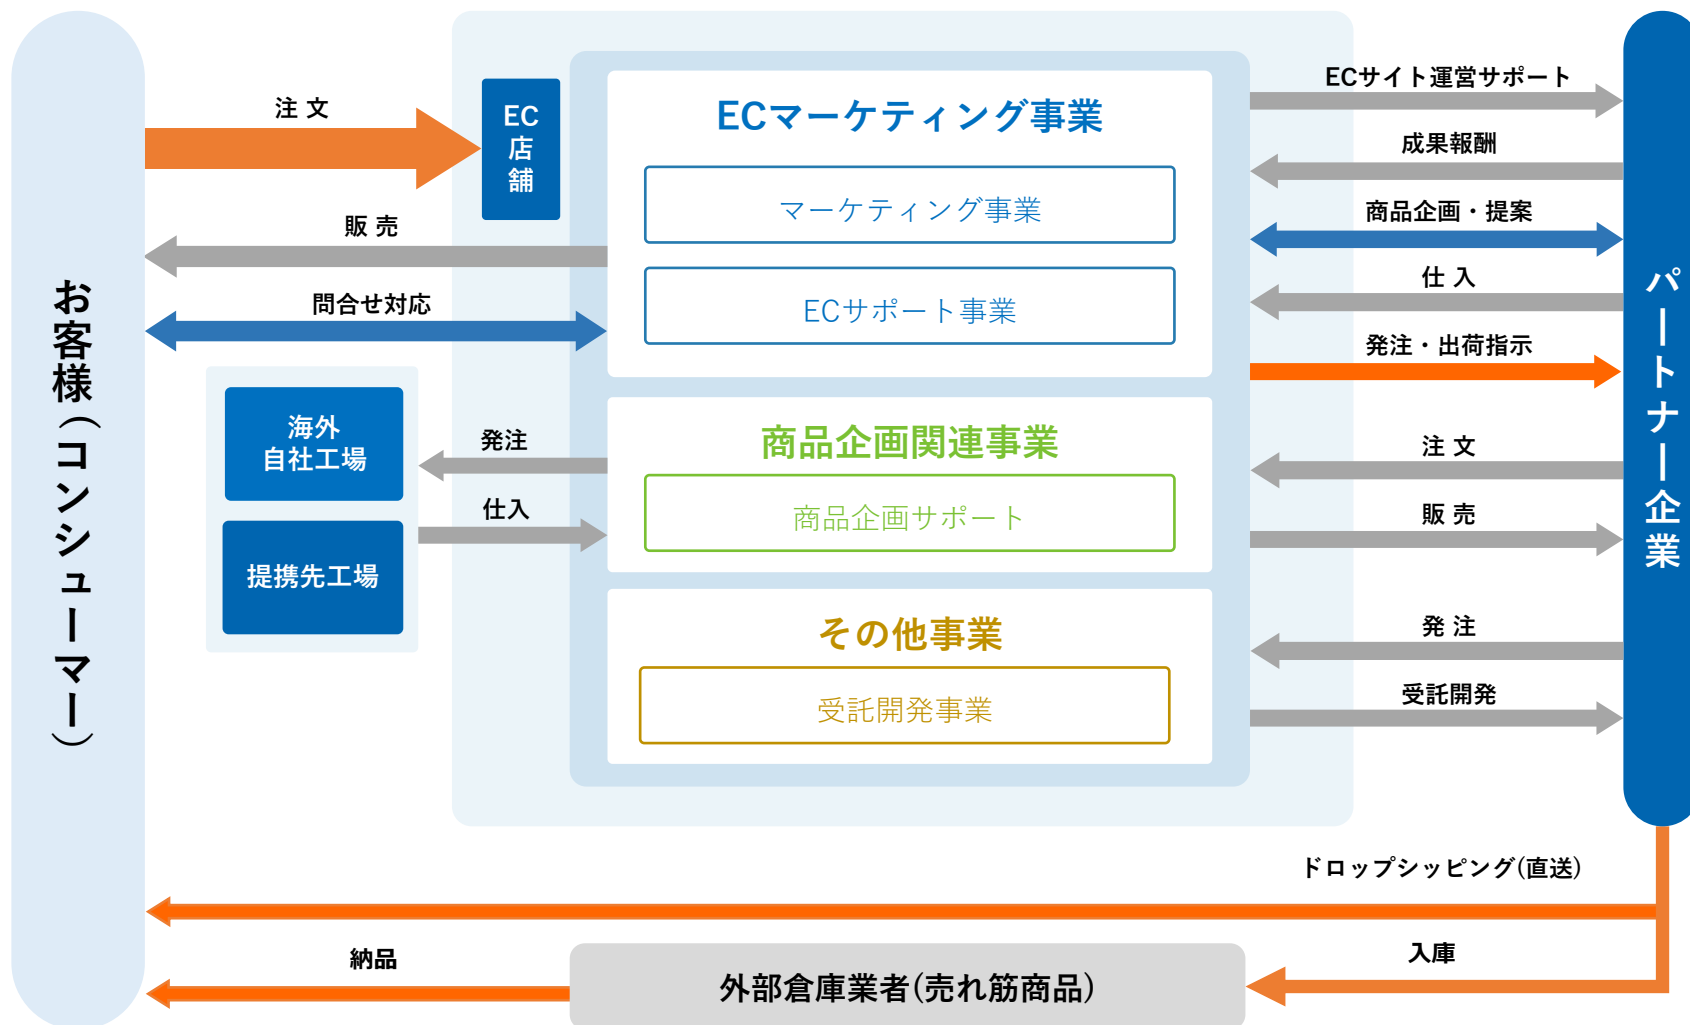 お客様(コンシューマー)
注 文
EC
店
舗
販 売
問合せ対応
海外
自社工場
提携先工場
発注
仕入
ECマーケティング事業
マーケティング事業
ECサポート事業
商品企画関連事業
商品企画サポート
その他事業
受託開発事業
ECサイト運営サポート
成果報酬
商品企画・提案
仕 入
発注・出荷指示
注 文
販 売
発 注
受託開発
パートナー企業
ドロップシッピング(直送)
納品
外部倉庫業者(売れ筋商品)
入庫